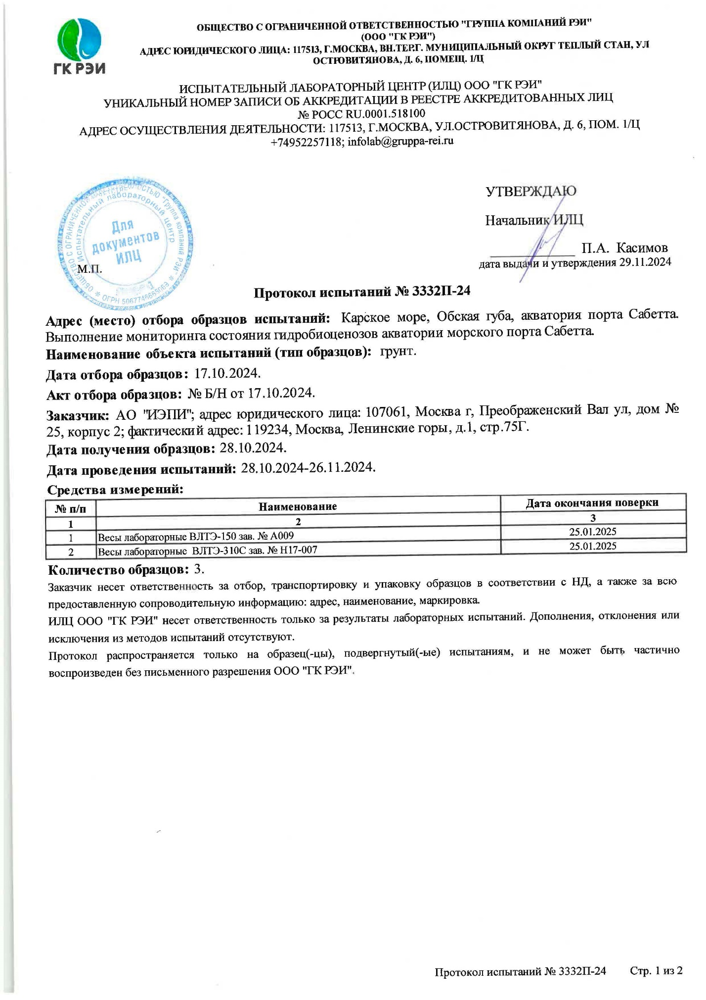 ОБЩЕСТВО С ОГРАНИЧЕННОЙ ОТВЕТСТВЕННОСТЬЮ "ГРУППА КОМПАНИЙ РЭИ"
(ООО "ГК РЭИ")
АДРЕС ЮРИДИЧЕСКОГО ЛИЦА: 117513, Г.МОСКВА, ВН.ТЕР.Г. МУНИЦИПАЛЬНЫЙ ОКРУГ ТЕПЛЫЙ СТАН, УЛ
ОСТРОВИТЯНОВА, Д. 6, ПОМЕЩ. 1/Ц
ГК РЭИ
ИСПЫТАТЕЛЬНЫЙ ЛАБОРАТОРНЫЙ ЦЕНТР (ИЛЦ) ООО "ГК РЭИ"
УНИКАЛЬНЫЙ НОМЕР ЗАПИСИ ОБ АККРЕДИТАЦИИ В РЕЕСТРЕ АККРЕДИТОВАННЫХ ЛИЦ
№ РОСС RU.0001.518100
АДРЕС ОСУЩЕСТВЛЕНИЯ ДЕЯТЕЛЬНОСТИ: 117513, Г.МОСКВА, УЛ.ОСТРОВИТЯНОВА, Д. 6, ПОМ. 1/Ц
+74952257118; infolab@gruppa-rei.ru
УТВЕРЖДАЮ
Начальник ИЛЦ
П.А. Касимов
дата выдачи и утверждения 29.11.2024
ОБЩЕСТВО С ОГРАНИЧЕННОЙ ОТВЕТСТВЕННОСТЬЮ "Группа компаний РЭИ"
Испытательный лабораторный центр
Для
документов
ИЛЦ
ОГРН 5067746665069
М.П.
Протокол испытаний № 3332П-24
Адрес (место) отбора образцов испытаний: Карское море, Обская губа, акватория порта Сабетта.
Выполнение мониторинга состояния гидробиоценозов акватории морского порта Сабетта.
Наименование объекта испытаний (тип образцов): грунт.
Дата отбора образцов: 17.10.2024.
Акт отбора образцов: № Б/Н от 17.10.2024.
Заказчик: АО "ИЭПИ"; адрес юридического лица: 107061, Москва г, Преображенский Вал ул, дом №
25, корпус 2; фактический адрес: 119234, Москва, Ленинские горы, д.1, стр.75Г.
Дата получения образцов: 28.10.2024.
Дата проведения испытаний: 28.10.2024-26.11.2024.
Средства измерений:
№ п/п Наименование Дата окончания поверки
1 2 3
1 Весы лабораторные ВЛТЭ-150 зав. № А009 25.01.2025
2 Весы лабораторные ВЛТЭ-310С зав. № Н17-007 25.01.2025
Количество образцов: 3.
Заказчик несет ответственность за отбор, транспортировку и упаковку образцов в соответствии с НД, а также за всю
предоставленную сопроводительную информацию: адрес, наименование, маркировка.
ИЛЦ ООО "ГК РЭИ" несет ответственность только за результаты лабораторных испытаний. Дополнения, отклонения или
исключения из методов испытаний отсутствуют.
Протокол распространяется только на образец(-цы), подвергнутый(-ые) испытаниям, и не может быть частично
воспроизведен без письменного разрешения ООО "ГК РЭИ".
Протокол испытаний № 3332П-24 Стр. 1 из 2